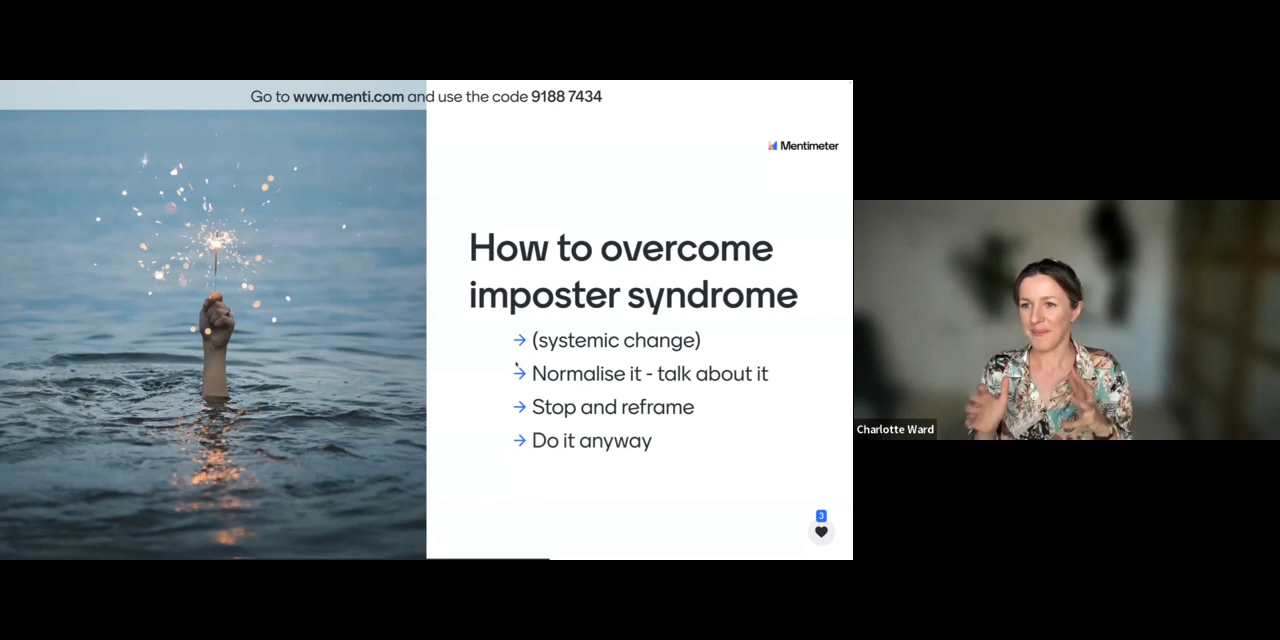 Go to www.menti.com and use the code 9188 7434
Mentimeter
How to overcome
imposter syndrome
→ (systemic change)
→ Normalise it - talk about it
→ Stop and reframe
→ Do it anyway
3
Charlotte Ward